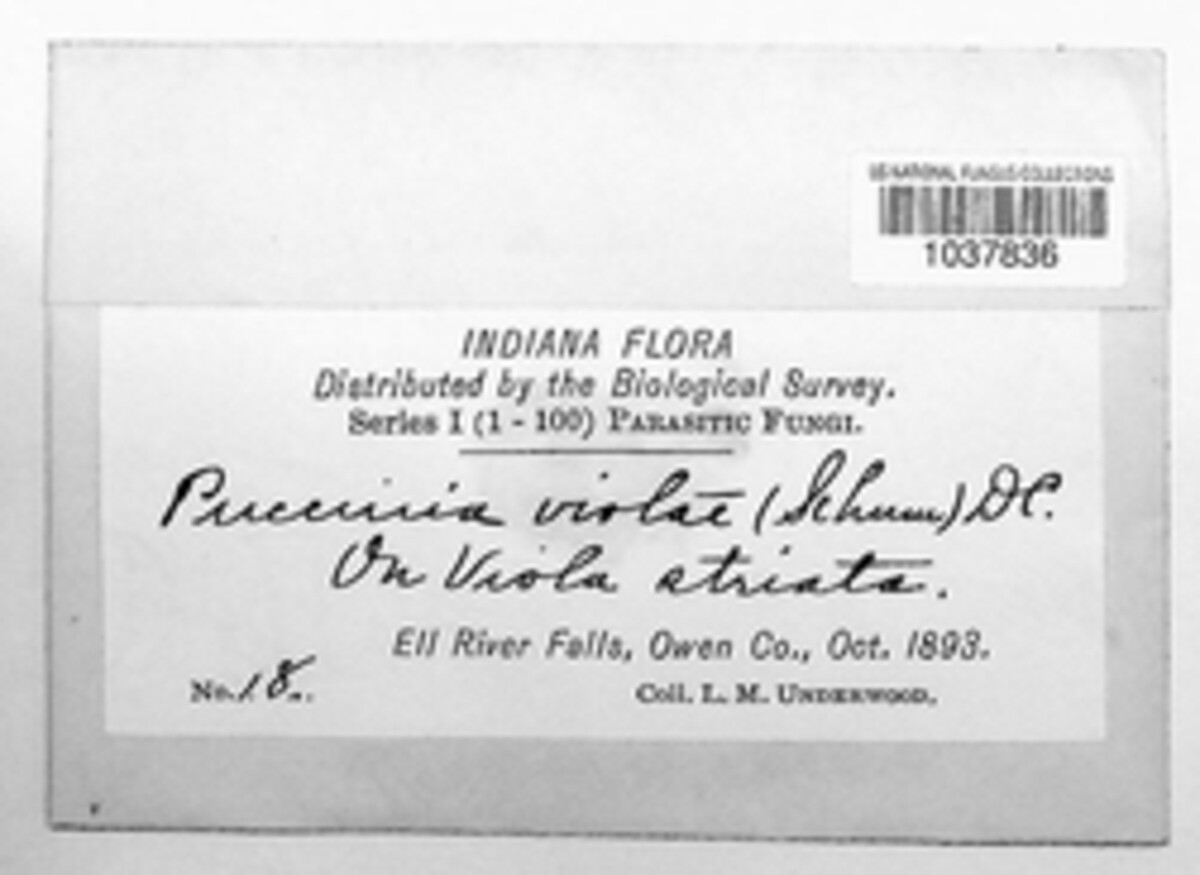 US NATIONAL FUNGUS COLLECTIONS
1037836
INDIANA FLORA
Distributed by the Biological Survey.
Series I (1 - 100) PARASITIC FUNGI.
Puccinia violae (Schum) DC.
On Viola striata.
Ell River Falls, Owen Co., Oct. 1893.
No. 18.
Coll. L. M. UNDERWOOD.